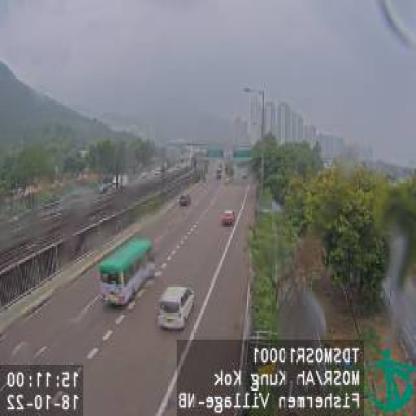 TDSMOSR10001
MOSR/Ah Kung Kok
Fishermen Village-NB
15:11:00
18-10-22